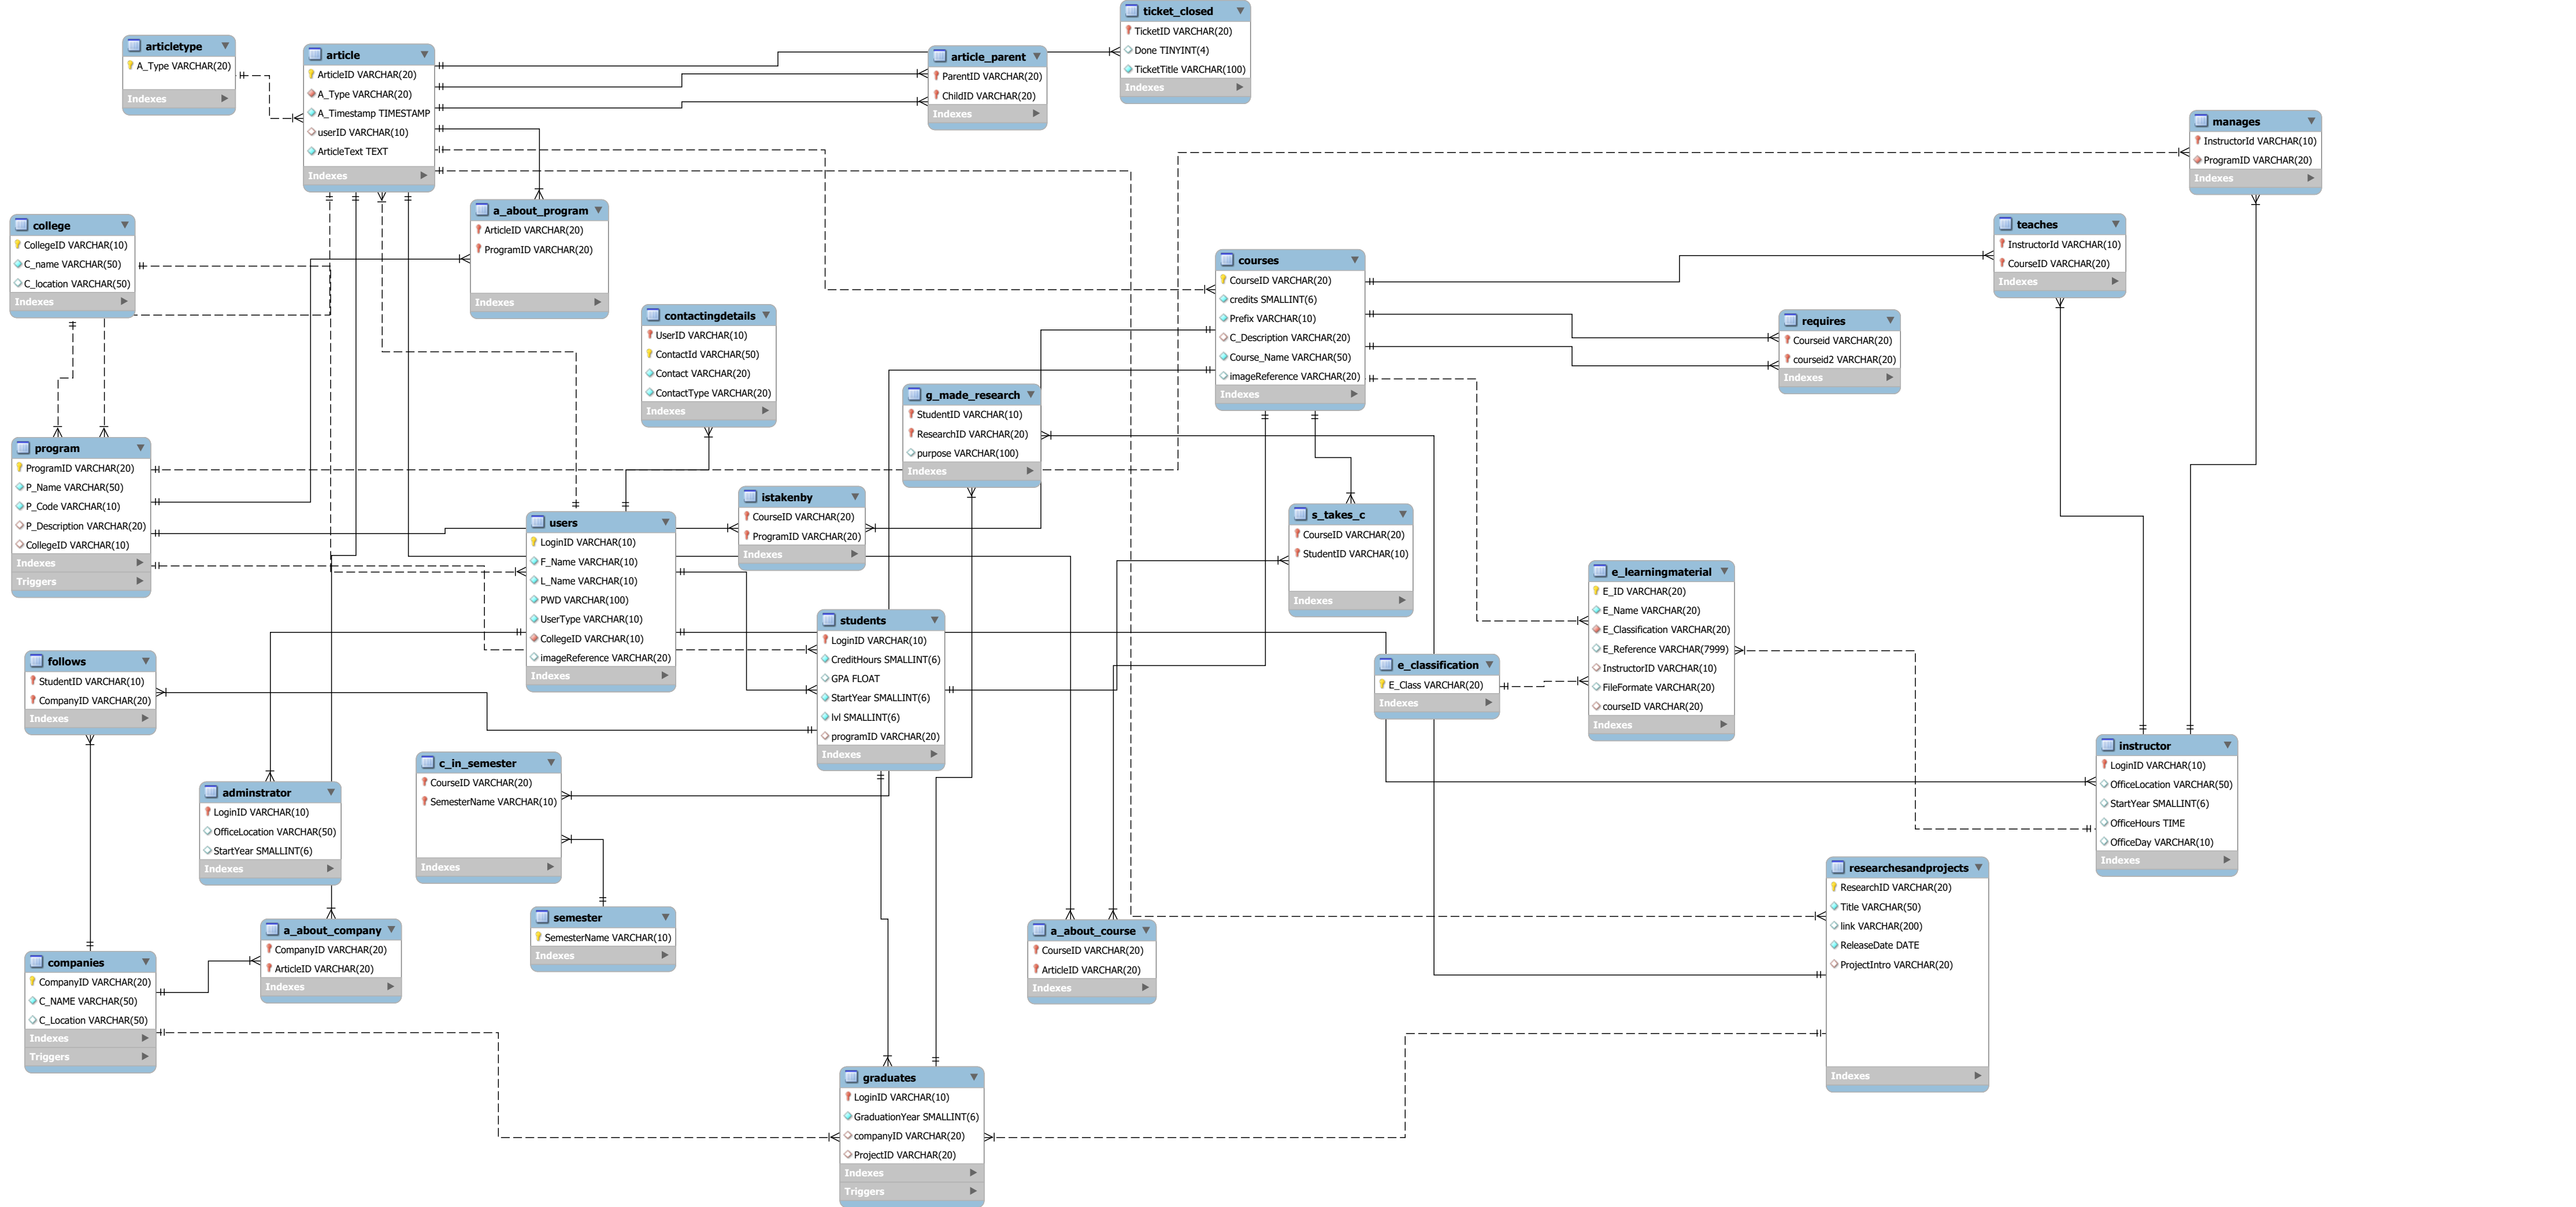 ticket_closed
TicketID VARCHAR(20)
Done TINYINT(4)
TicketTitle VARCHAR(100)
Indexes
articletype
A_Type VARCHAR(20)
Indexes
article
ArticleID VARCHAR(20)
A_Type VARCHAR(20)
A_Timestamp TIMESTAMP
userID VARCHAR(10)
ArticleText TEXT
Indexes
article_parent
ParentID VARCHAR(20)
ChildID VARCHAR(20)
Indexes
manages
InstructorId VARCHAR(10)
ProgramID VARCHAR(20)
Indexes
a_about_program
ArticleID VARCHAR(20)
ProgramID VARCHAR(20)
Indexes
college
CollegeID VARCHAR(10)
C_name VARCHAR(50)
C_location VARCHAR(50)
Indexes
teaches
InstructorId VARCHAR(10)
CourseID VARCHAR(20)
Indexes
courses
CourseID VARCHAR(20)
credits SMALLINT(6)
Prefix VARCHAR(10)
C_Description VARCHAR(20)
Course_Name VARCHAR(50)
imageReference VARCHAR(20)
Indexes
contactingdetails
UserID VARCHAR(10)
ContactId VARCHAR(50)
Contact VARCHAR(20)
ContactType VARCHAR(20)
Indexes
requires
Courseid VARCHAR(20)
courseid2 VARCHAR(20)
Indexes
g_made_research
StudentID VARCHAR(10)
ResearchID VARCHAR(20)
purpose VARCHAR(100)
Indexes
program
ProgramID VARCHAR(20)
P_Name VARCHAR(50)
P_Code VARCHAR(10)
P_Description VARCHAR(20)
CollegeID VARCHAR(10)
Indexes
Triggers
istakenby
CourseID VARCHAR(20)
ProgramID VARCHAR(20)
Indexes
users
LoginID VARCHAR(10)
F_Name VARCHAR(10)
L_Name VARCHAR(10)
PWD VARCHAR(100)
UserType VARCHAR(10)
CollegeID VARCHAR(10)
imageReference VARCHAR(20)
Indexes
s_takes_c
CourseID VARCHAR(20)
StudentID VARCHAR(10)
Indexes
e_learningmaterial
E_ID VARCHAR(20)
E_Name VARCHAR(20)
E_Classification VARCHAR(20)
E_Reference VARCHAR(7999)
InstructorID VARCHAR(10)
FileFormate VARCHAR(20)
courseID VARCHAR(20)
Indexes
students
LoginID VARCHAR(10)
CreditHours SMALLINT(6)
GPA FLOAT
StartYear SMALLINT(6)
lvl SMALLINT(6)
programID VARCHAR(20)
Indexes
follows
StudentID VARCHAR(10)
CompanyID VARCHAR(20)
Indexes
e_classification
E_Class VARCHAR(20)
Indexes
instructor
LoginID VARCHAR(10)
OfficeLocation VARCHAR(50)
StartYear SMALLINT(6)
OfficeHours TIME
OfficeDay VARCHAR(10)
Indexes
c_in_semester
CourseID VARCHAR(20)
SemesterName VARCHAR(10)
Indexes
adminstrator
LoginID VARCHAR(10)
OfficeLocation VARCHAR(50)
StartYear SMALLINT(6)
Indexes
researchesandprojects
ResearchID VARCHAR(20)
Title VARCHAR(50)
link VARCHAR(200)
ReleaseDate DATE
ProjectIntro VARCHAR(20)
Indexes
semester
SemesterName VARCHAR(10)
Indexes
a_about_company
CompanyID VARCHAR(20)
ArticleID VARCHAR(20)
Indexes
a_about_course
CourseID VARCHAR(20)
ArticleID VARCHAR(20)
Indexes
companies
CompanyID VARCHAR(20)
C_NAME VARCHAR(50)
C_Location VARCHAR(50)
Indexes
Triggers
graduates
LoginID VARCHAR(10)
GraduationYear SMALLINT(6)
companyID VARCHAR(20)
ProjectID VARCHAR(20)
Indexes
Triggers